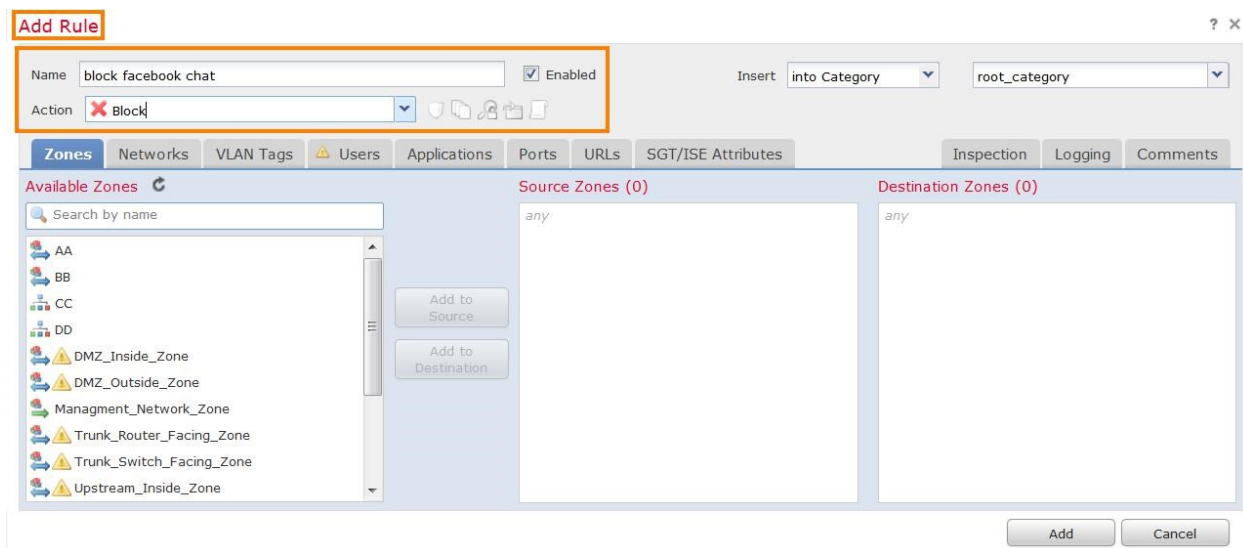 Add Rule
?
Name block facebook chat Enabled Insert into Category root_category
Action Block
Zones Networks VLAN Tags Users Applications Ports URLs SGT/ISE Attributes Inspection Logging Comments
Available Zones Source Zones (0) Destination Zones (0)
Search by name any any
AA
BB
CC
DD
DMZ_Inside_Zone
DMZ_Outside_Zone
Managment_Network_Zone
Trunk_Router_Facing_Zone
Trunk_Switch_Facing_Zone
Upstream_Inside_Zone
Add to
Source
Add to
Destination
Add Cancel